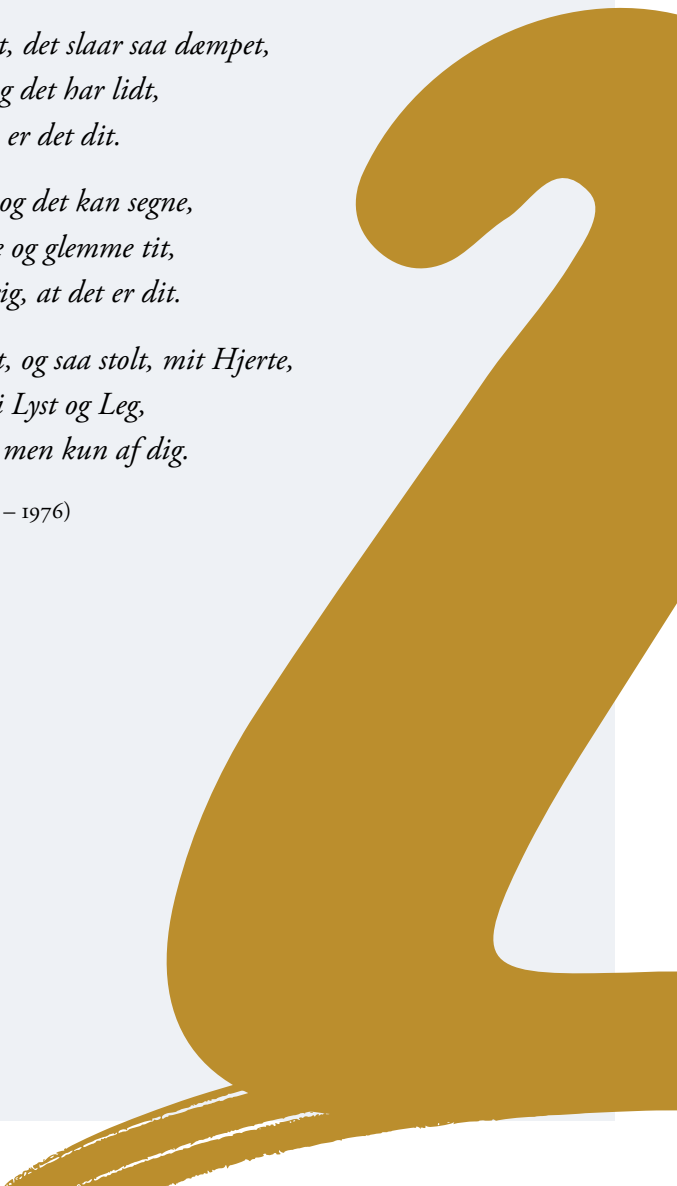 t, det slaar saa dæmpet,
g det har lidt,
er det dit.
og det kan segne,
e og glemme tit,
ig, at det er dit.
t, og saa stolt, mit Hjerte,
i Lyst og Leg,
men kun af dig.
– 1976)
2